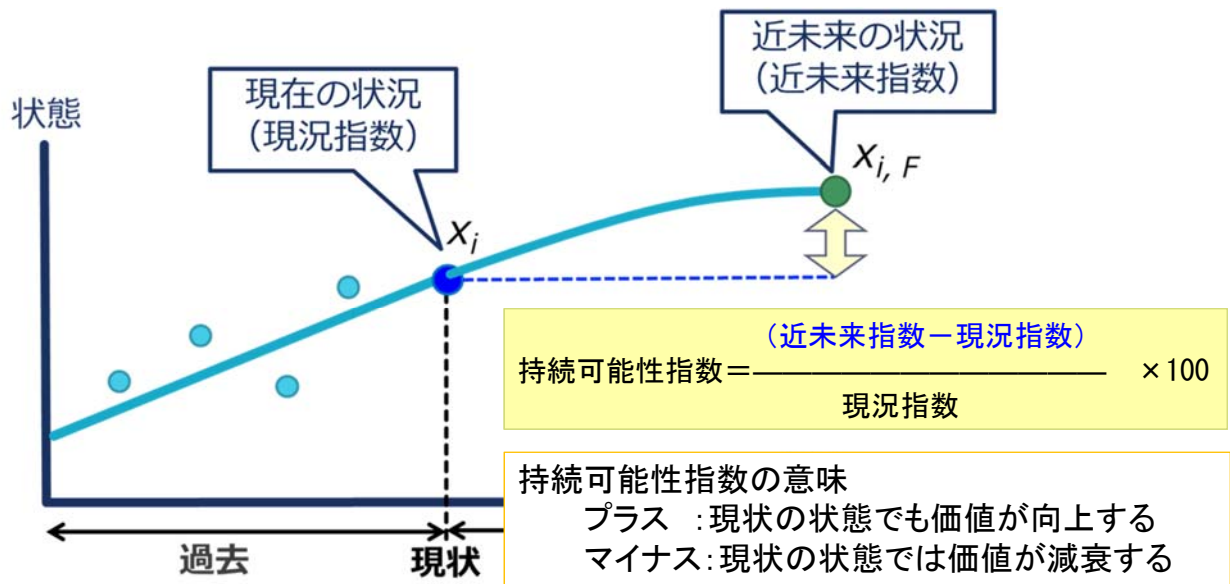 状態
現在の状況
(現況指数)
近未来の状況
(近未来指数)
xi
xi, F
(近未来指数－現況指数)
持続可能性指数＝―――――――――――― ×100
現況指数
持続可能性指数の意味
プラス ：現状の状態でも価値が向上する
マイナス：現状の状態では価値が減衰する
過去
現状